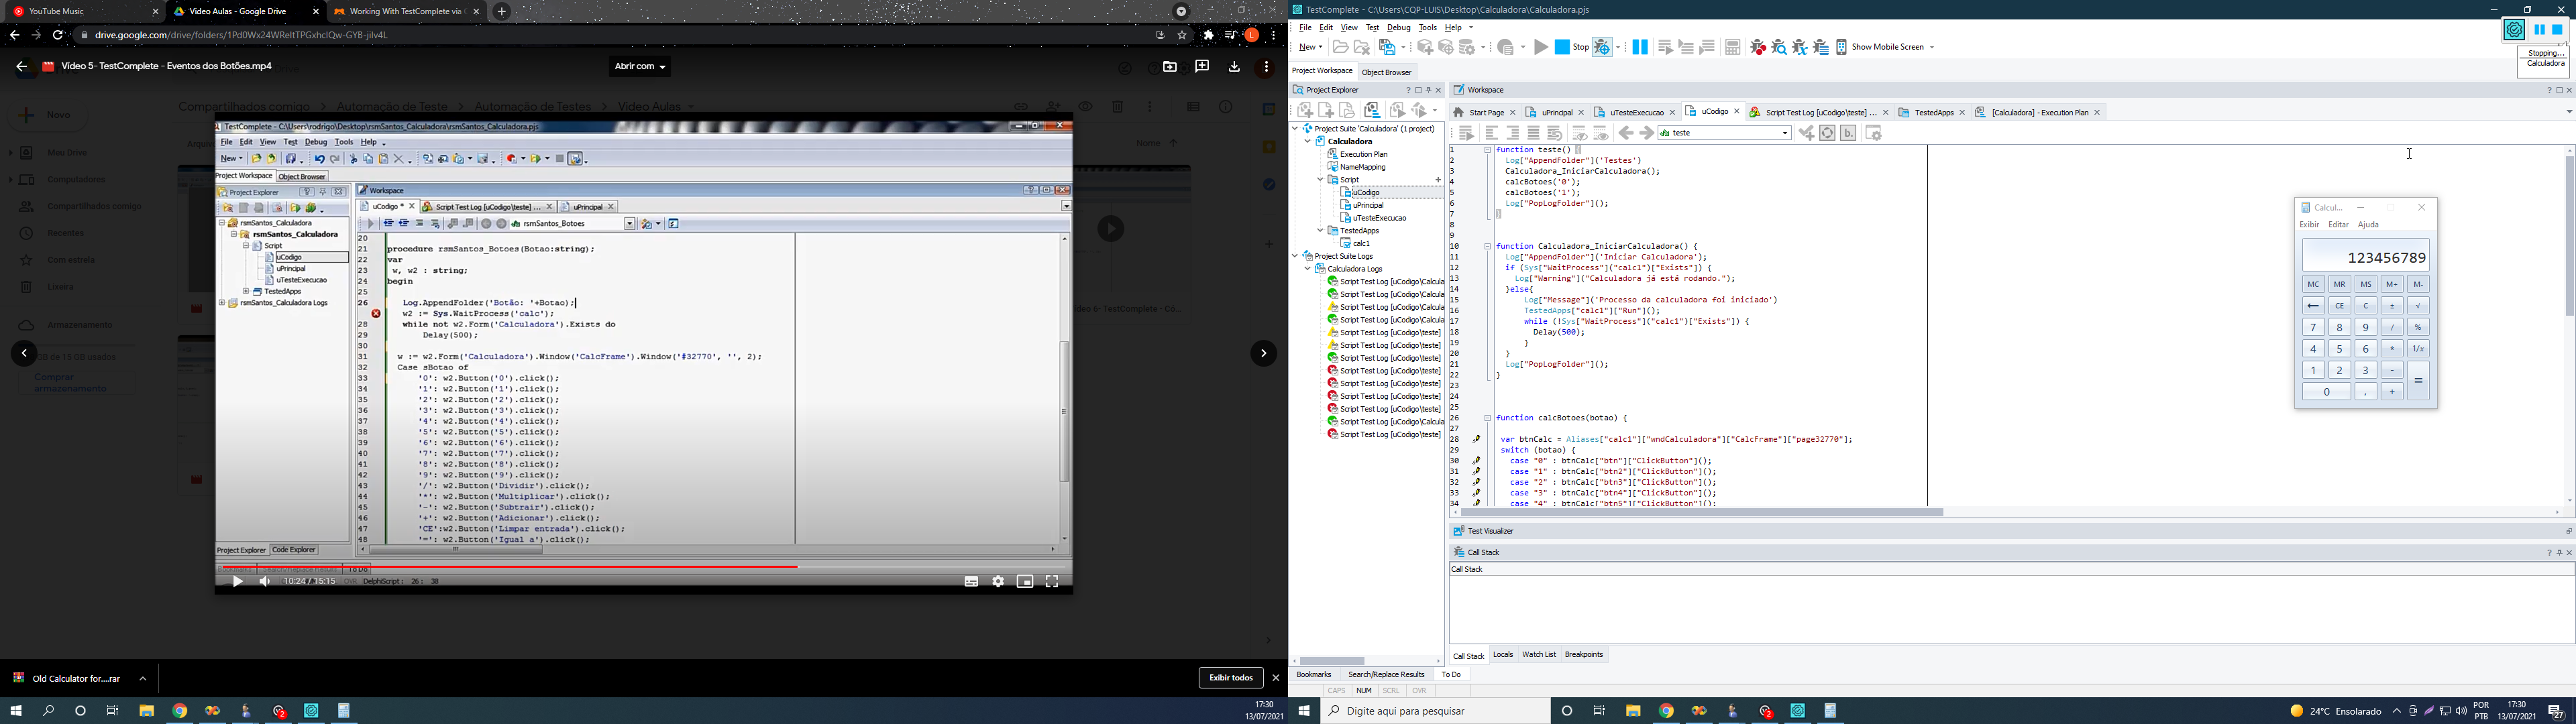 YouTube Music
Video Aulas - Google Drive
Working With TestComplete via
drive.google.com/drive/folders/1Pd0Wx24WReltTPGxhclQw-GYB-jilv4L
Vídeo 5- TestComplete - Eventos dos Botões.mp4
Abrir com
Compartilhados comigo > Automação de Teste > Automação de Testes > Video Aulas
Novo
Meu Drive
Computadores
Compartilhados comigo
Recentes
Com estrela
Lixeira
Armazenamento
GB de 15 GB usados
Comprar armazenamento
Nome
TestComplete - C:\Users\rodrigo\Desktop\rsmSantos_Calculadora\rsmSantos_Calculadora.pjs
File Edit View Test Debug Tools Help
New
Project Workspace Object Browser
Project Explorer
rsmSantos_Calculadora
rsmSantos_Calculadora
Script
uCodigo
uPrincipal
uTesteExecucao
TestedApps
rsmSantos_Calculadora Logs
Project Explorer Code Explorer
Workspace
uCodigo * Script Test Log [uCodigo\teste] ... uPrincipal
rsmSantos_Botoes
20
21 procedure rsmSantos_Botoes(Botao:string);
22 var
23 w, w2 : string;
24 begin
25
26 Log.AppendFolder('Botão: '+Botao);
w2 := Sys.WaitProcess('calc');
28 while not w2.Form('Calculadora').Exists do
29 Delay(500);
30
31 w := w2.Form('Calculadora').Window('CalcFrame').Window('#32770', '', 2);
32 Case sBotao of
33 '0': w2.Button('0').click();
34 '1': w2.Button('1').click();
35 '2': w2.Button('2').click();
36 '3': w2.Button('3').click();
37 '4': w2.Button('4').click();
38 '5': w2.Button('5').click();
39 '6': w2.Button('6').click();
40 '7': w2.Button('7').click();
41 '8': w2.Button('8').click();
42 '9': w2.Button('9').click();
43 '/': w2.Button('Dividir').click();
44 '*': w2.Button('Multiplicar').click();
45 '-': w2.Button('Subtrair').click();
46 '+': w2.Button('Adicionar').click();
47 'CE':w2.Button('Limpar entrada').click();
48 '=': w2.Button('Igual a').click();
10:24 / 15:15
DelphiScript : 26 : 38
Old Calculator for....rar
Exibir todos
17:30
13/07/2021
TestComplete - C:\Users\CQP-LUIS\Desktop\Calculadora\Calculadora.pjs
File Edit View Test Debug Tools Help
New
Stop
Show Mobile Screen
Stopping...
Calculadora
Project Workspace Object Browser
Project Explorer
Project Suite 'Calculadora' (1 project)
Calculadora
Execution Plan
NameMapping
Script
uCodigo
uPrincipal
uTesteExecucao
TestedApps
calc1
Project Suite Logs
Calculadora Logs
Script Test Log [uCodigo\Calcula
Script Test Log [uCodigo\Calcula
Script Test Log [uCodigo\Calcula
Script Test Log [uCodigo\Calcula
Script Test Log [uCodigo\teste]
Script Test Log [uCodigo\teste]
Script Test Log [uCodigo\teste]
Script Test Log [uCodigo\teste]
Script Test Log [uCodigo\teste]
Script Test Log [uCodigo\teste]
Script Test Log [uCodigo\teste]
Script Test Log [uCodigo\Calcula
Script Test Log [uCodigo\teste]
Workspace
Start Page uPrincipal uTesteExecucao uCodigo Script Test Log [uCodigo\teste] ... TestedApps [Calculadora] - Execution Plan
teste
1 function teste() {
2 Log["AppendFolder"]('Testes')
3 Calculadora_IniciarCalculadora();
4 calcBotoes('0');
5 calcBotoes('1');
6 Log["PopLogFolder"]();
7 }
8
9
10 function Calculadora_IniciarCalculadora() {
11 Log["AppendFolder"]('Iniciar Calculadora');
12 if (Sys["WaitProcess"]("calc1")["Exists"]) {
13 Log["Warning"]("Calculadora já está rodando.");
14 }else{
15 Log["Message"]('Processo da calculadora foi iniciado')
16 TestedApps["calc1"]["Run"]();
17 while (!Sys["WaitProcess"]("calc1")["Exists"]) {
18 Delay(500);
19 }
20 }
21 Log["PopLogFolder"]();
22 }
23
24
25
26 function calcBotoes(botao) {
27
28 var btnCalc = Aliases["calc1"]["wndCalculadora"]["CalcFrame"]["page32770"];
29 switch (botao) {
30 case "0" : btnCalc["btn"]["ClickButton"]();
31 case "1" : btnCalc["btn2"]["ClickButton"]();
32 case "2" : btnCalc["btn3"]["ClickButton"]();
33 case "3" : btnCalc["btn4"]["ClickButton"]();
34 case "4" : btnCalc["btn5"]["ClickButton"]();
Calcul...
Exibir Editar Ajuda
123456789
MC MR MS M+ M-
← CE C ± √
7 8 9 / %
4 5 6 * 1/x
1 2 3 - =
0 , +
Test Visualizer
Call Stack
Call Stack
Call Stack Locals Watch List Breakpoints
Bookmarks Search/Replace Results To Do
CAPS NUM SCRL OVR
Digite aqui para pesquisar
24°C Ensolarado
POR
PTB
17:30
13/07/2021
27